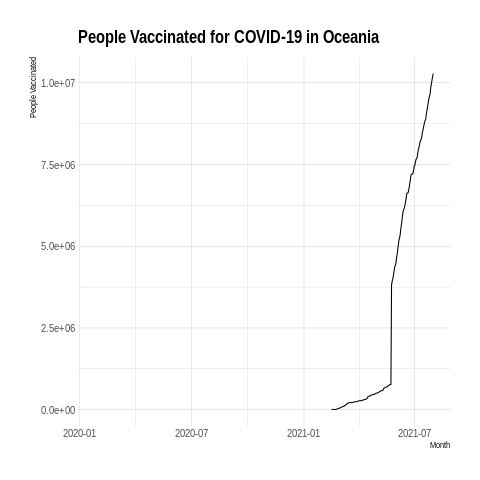 People Vaccinated for COVID-19 in Oceania
People Vaccinated
1.0e+07
7.5e+06
5.0e+06
2.5e+06
0.0e+00
2020-01 2020-07 2021-01 2021-07
Month